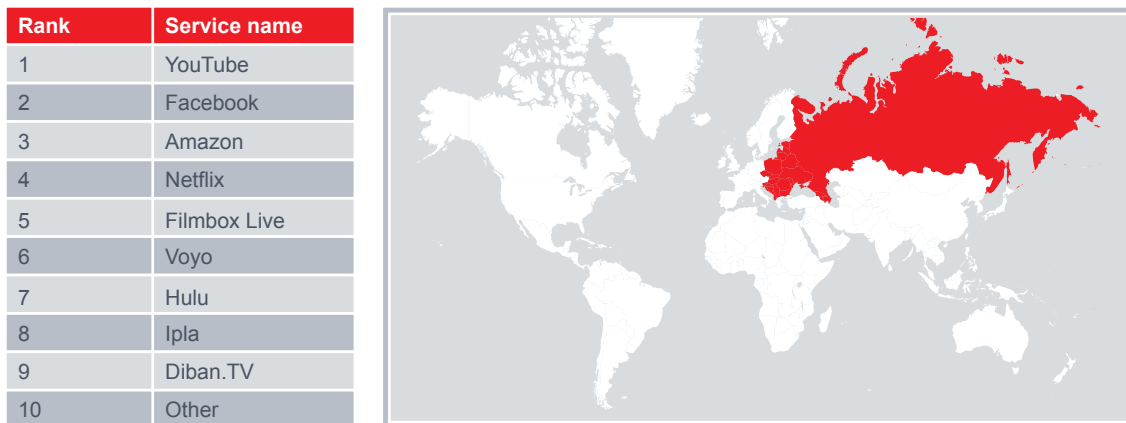 Rank Service name
1 YouTube
2 Facebook
3 Amazon
4 Netflix
5 Filmbox Live
6 Voyo
7 Hulu
8 Ipla
9 Diban.TV
10 Other